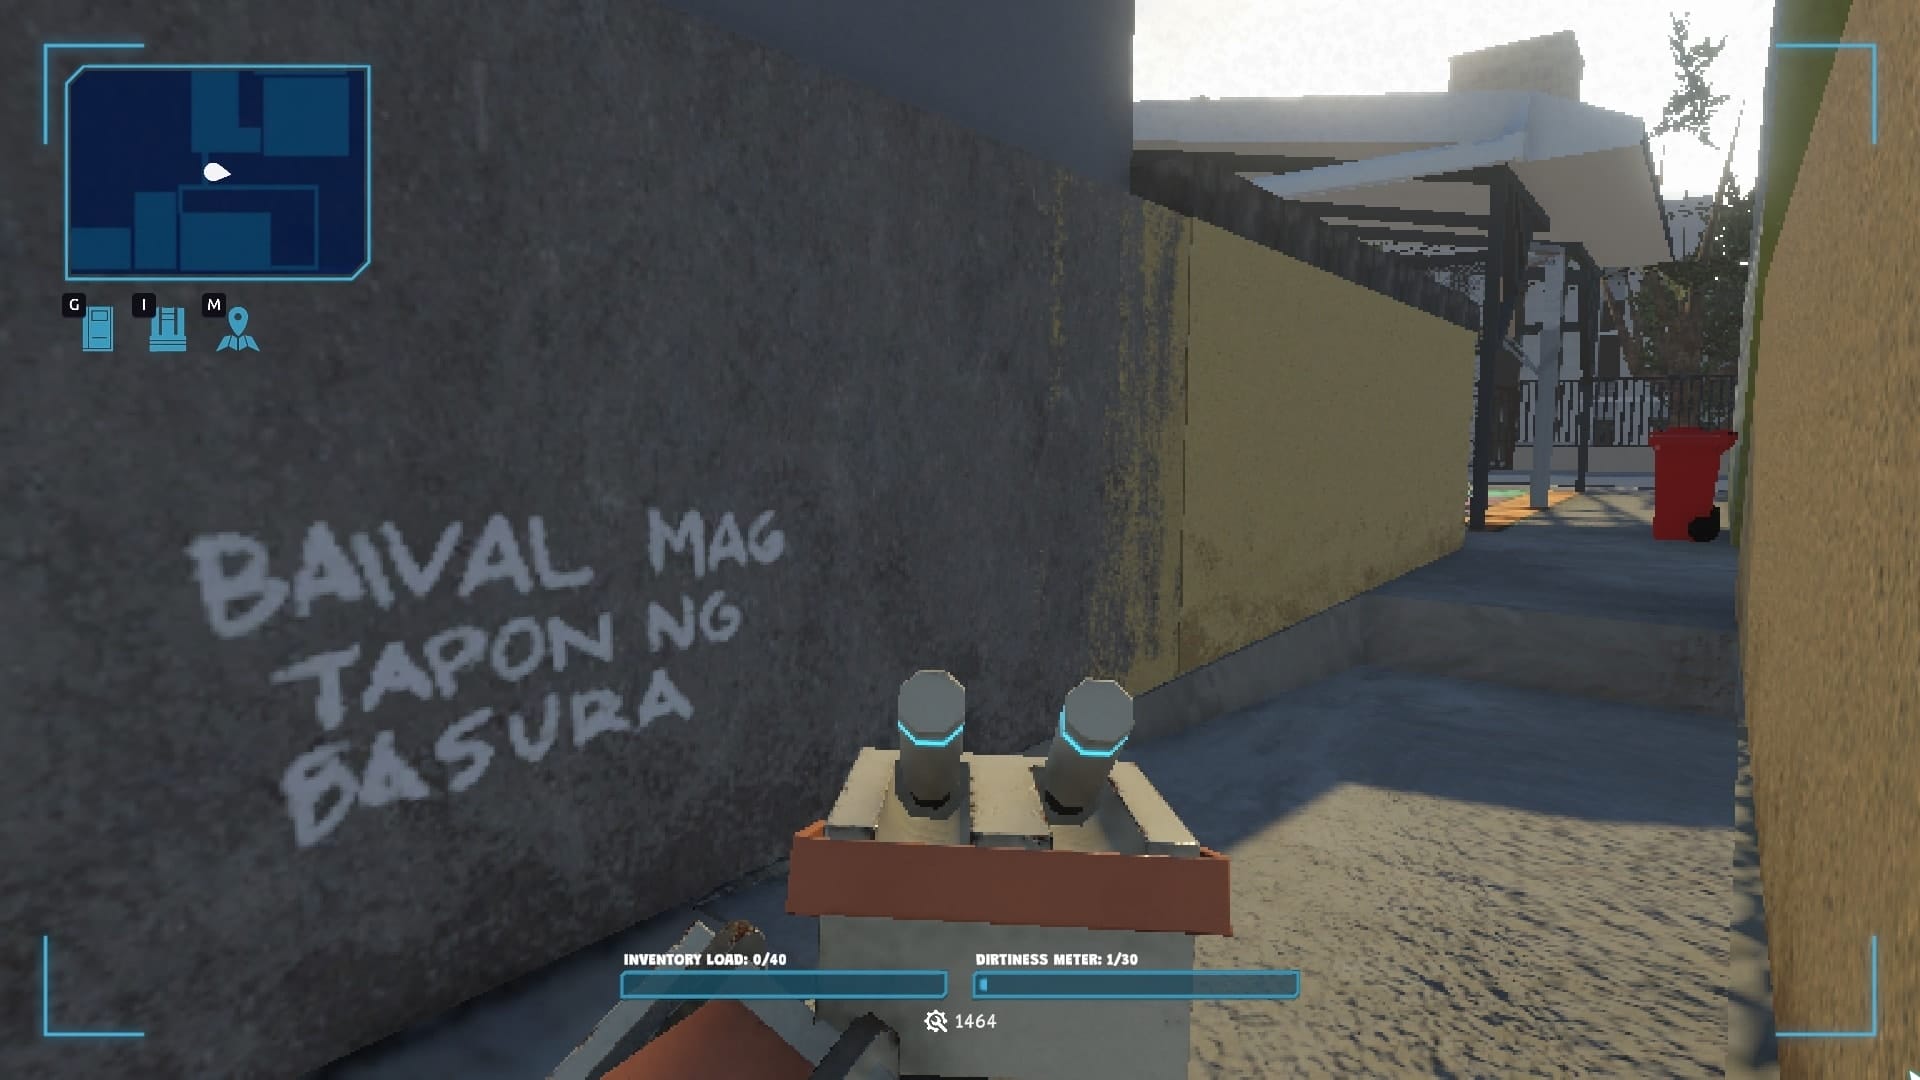 G I M
BAIVAL MAG
TAPON NG
BASURA
INVENTORY LOAD: 0/40 DIRTINESS METER: 1/30
1464